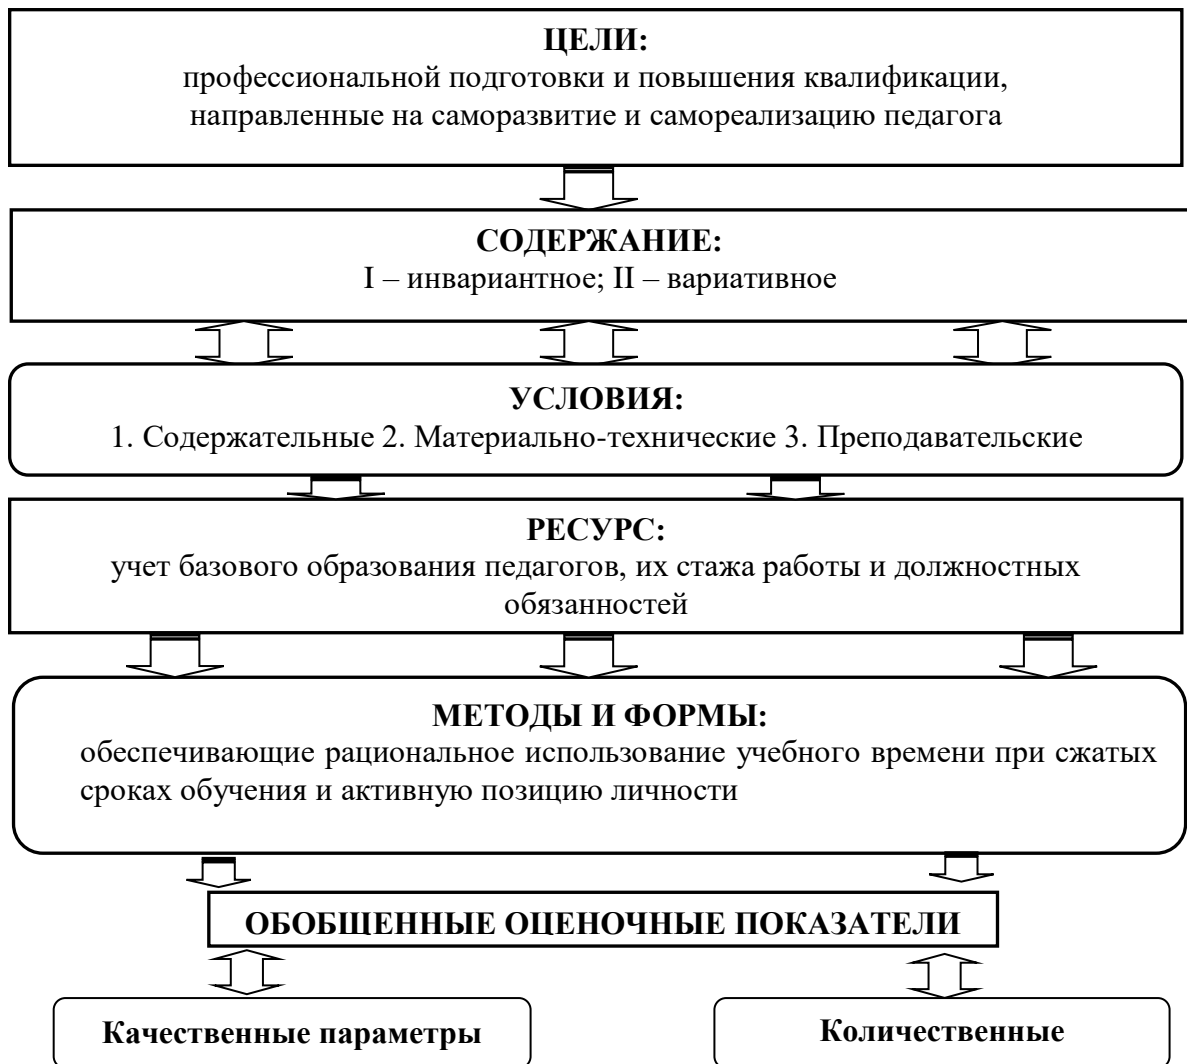 ЦЕЛИ:
профессиональной подготовки и повышения квалификации,
направленные на саморазвитие и самореализацию педагога
СОДЕРЖАНИЕ:
I – инвариантное; II – вариативное
УСЛОВИЯ:
1. Содержательные 2. Материально-технические 3. Преподавательские
РЕСУРС:
учет базового образования педагогов, их стажа работы и должностных
обязанностей
МЕТОДЫ И ФОРМЫ:
обеспечивающие рациональное использование учебного времени при сжатых
сроках обучения и активную позицию личности
ОБОБЩЕННЫЕ ОЦЕНОЧНЫЕ ПОКАЗАТЕЛИ
Качественные параметры
Количественные